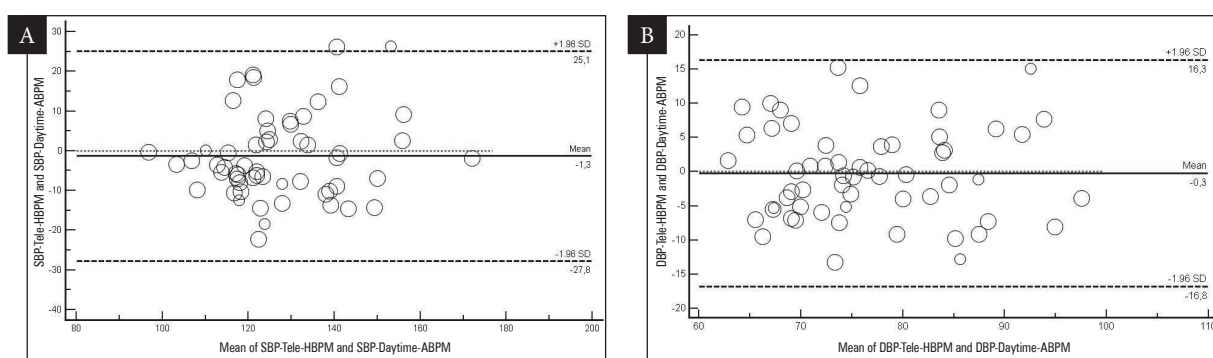 A
SBP-Tele-HBPM and SBP-Daytime-ABPM
30
20
10
0
-10
-20
-30
-40
+1.96 SD
25,1
Mean
-1,3
-1.96 SD
-27,8
80 100 120 140 160 180 200
Mean of SBP-Tele-HBPM and SBP-Daytime-ABPM
B
DBP-Tele-HBPM and DBP-Daytime-ABPM
20
15
10
5
0
-5
-10
-15
-20
+1.96 SD
16,3
Mean
-0,3
-1.96 SD
-16,8
60 70 80 90 100 110
Mean of DBP-Tele-HBPM and DBP-Daytime-ABPM